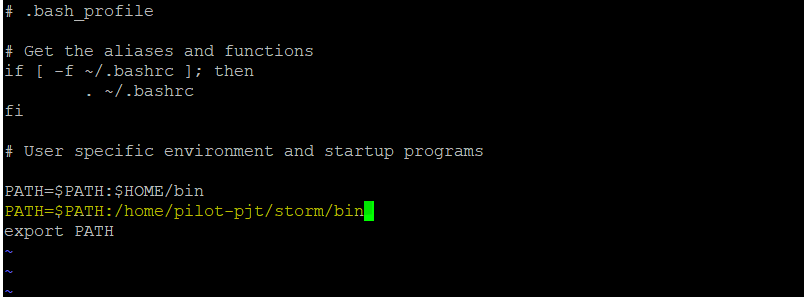 # .bash_profile
# Get the aliases and functions
if [ -f ~/.bashrc ]; then
        . ~/.bashrc
fi
# User specific environment and startup programs
PATH=$PATH:$HOME/bin
PATH=$PATH:/home/pilot-pjt/storm/bin
export PATH
~
~
~